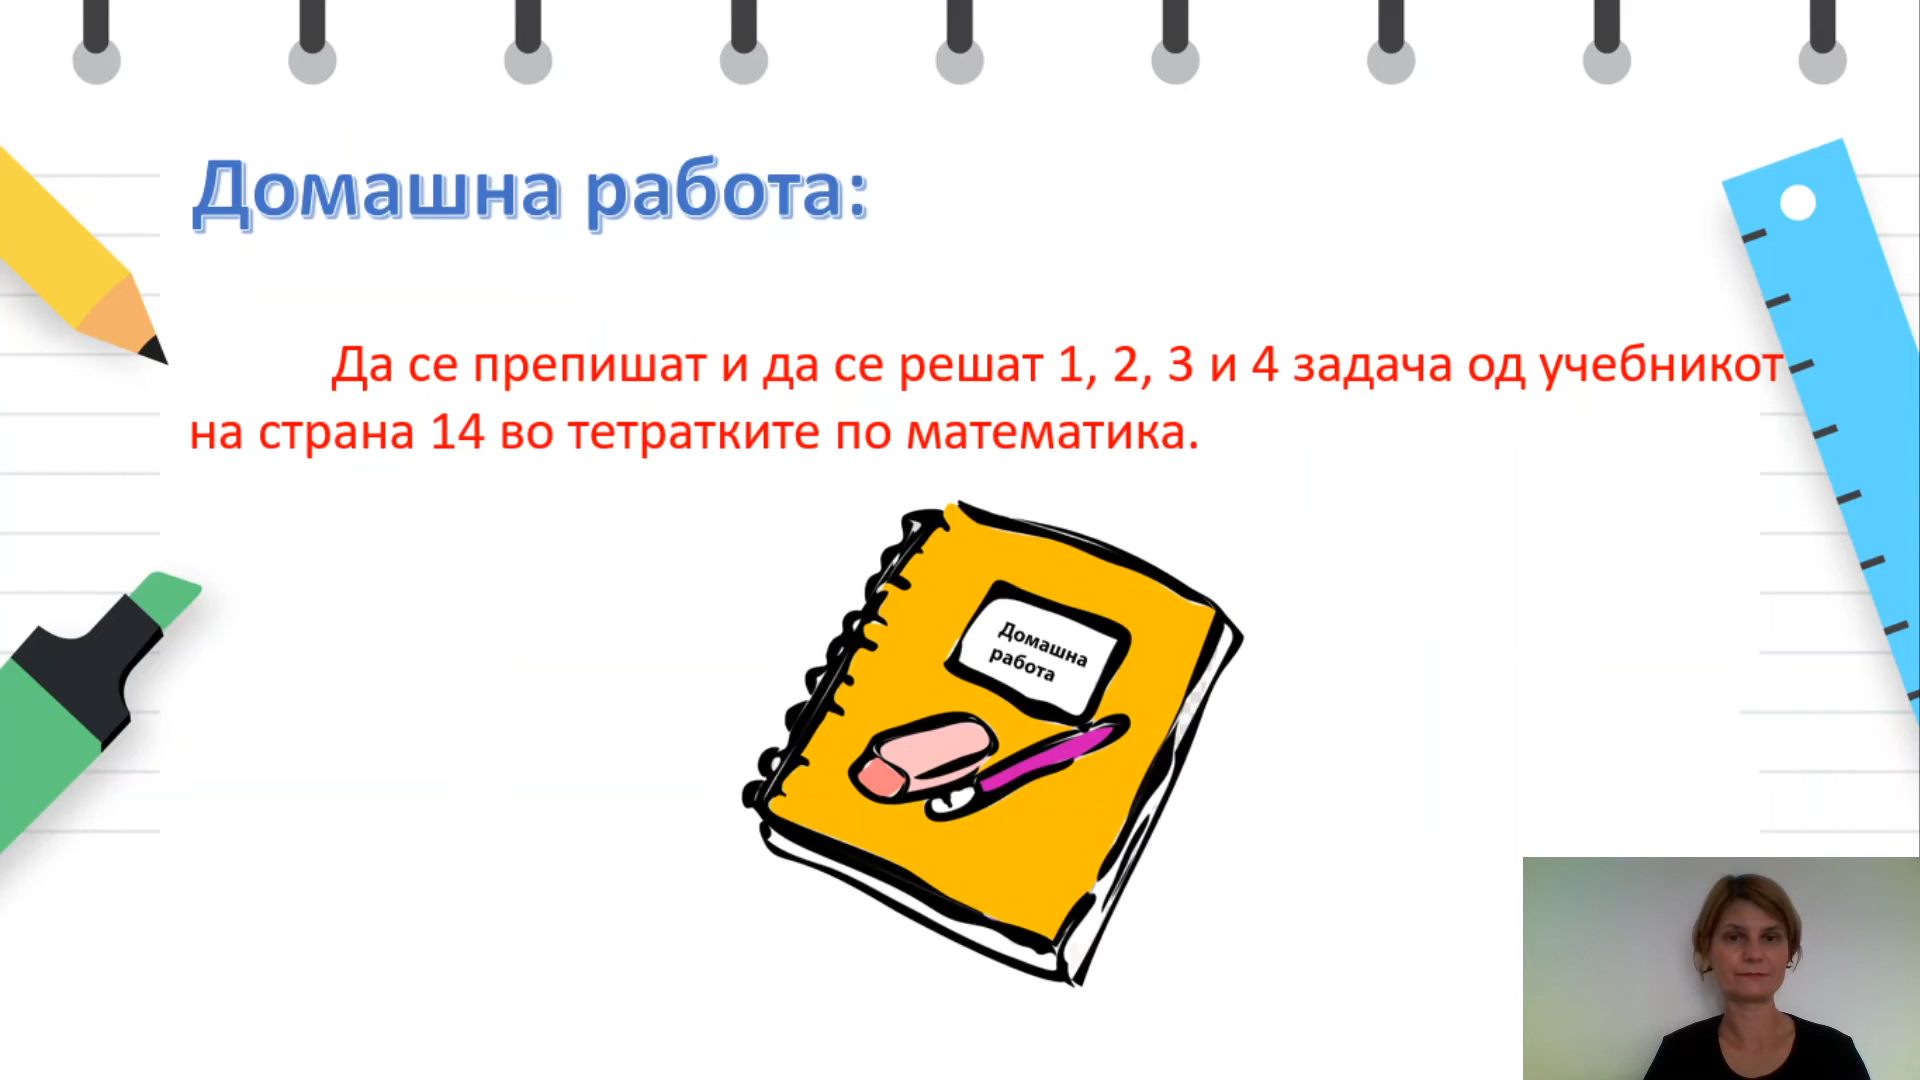 Домашна работа:
Да се препишат и да се решат 1, 2, 3 и 4 задача од учебникот
на страна 14 во тетратките по математика.
Домашна
работа